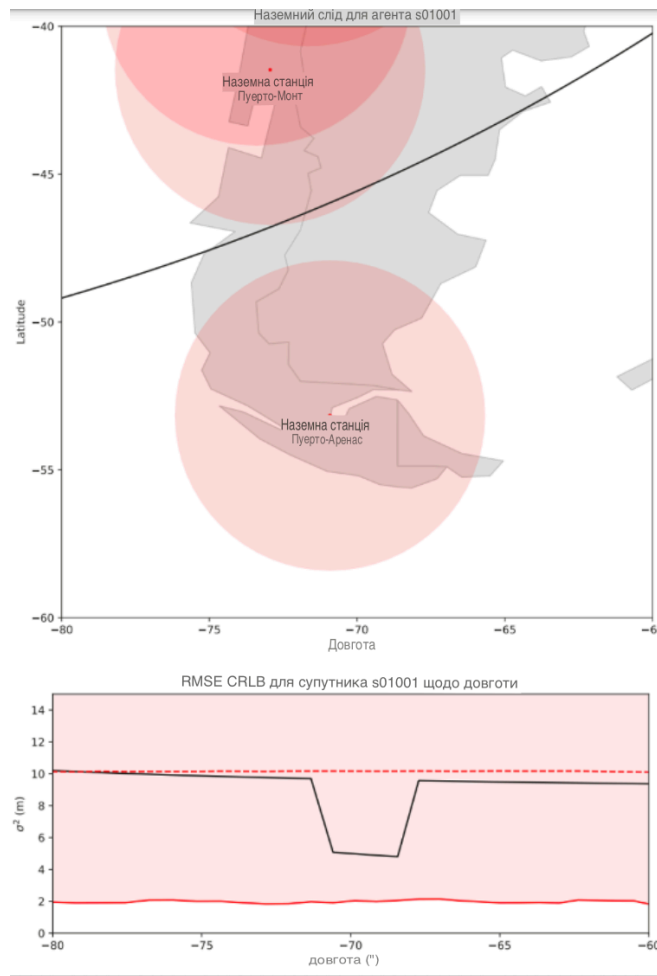 Наземний слід для агента s01001
−40
Наземна станція
Пуерто-Монт
−45
Latitude
−50
Наземна станція
Пуерто-Аренас
−55
−60
−80
−75
−70
−65
−6
Довгота
RMSE CRLB для супутника s01001 щодо довготи
14
12
10
8
σ² (m)
6
4
2
0
−80
−75
−70
−65
−60
довгота (")